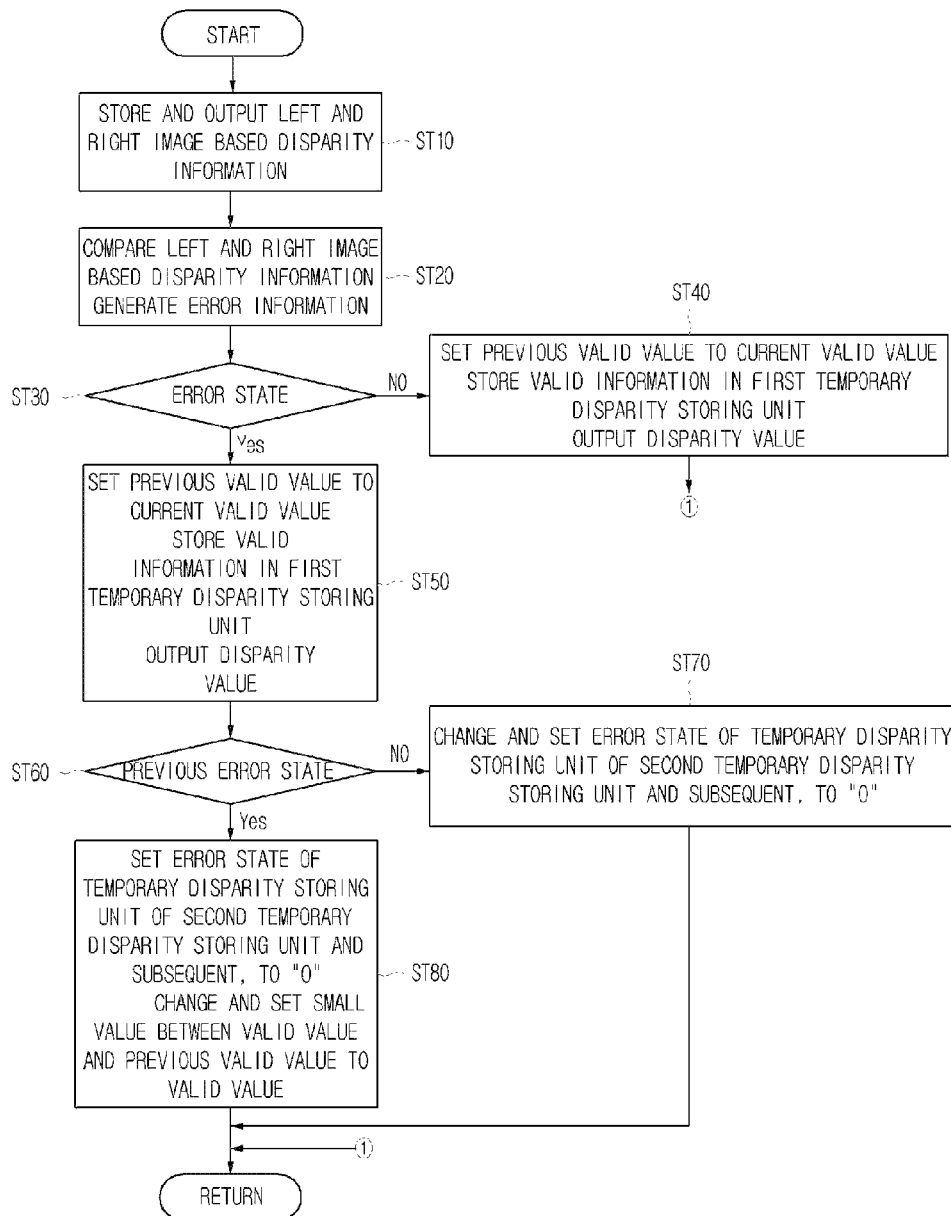 START
STORE AND OUTPUT LEFT AND
RIGHT IMAGE BASED DISPARITY
INFORMATION
ST10
COMPARE LEFT AND RIGHT IMAGE
BASED DISPARITY INFORMATION
GENERATE ERROR INFORMATION
ST20
ST30
ERROR STATE
NO
Yes
ST40
SET PREVIOUS VALID VALUE TO CURRENT VALID VALUE
STORE VALID INFORMATION IN FIRST TEMPORARY
DISPARITY STORING UNIT
OUTPUT DISPARITY VALUE
①
SET PREVIOUS VALID VALUE TO
CURRENT VALID VALUE
STORE VALID
INFORMATION IN FIRST
TEMPORARY DISPARITY STORING
UNIT
OUTPUT DISPARITY
VALUE
ST50
ST60
PREVIOUS ERROR STATE
NO
Yes
ST70
CHANGE AND SET ERROR STATE OF TEMPORARY DISPARITY
STORING UNIT OF SECOND TEMPORARY DISPARITY
STORING UNIT AND SUBSEQUENT, TO "0"
SET ERROR STATE OF
TEMPORARY DISPARITY STORING
UNIT OF SECOND TEMPORARY
DISPARITY STORING UNIT AND
SUBSEQUENT, TO "0"
CHANGE AND SET SMALL
VALUE BETWEEN VALID VALUE
AND PREVIOUS VALID VALUE TO
VALID VALUE
ST80
①
RETURN